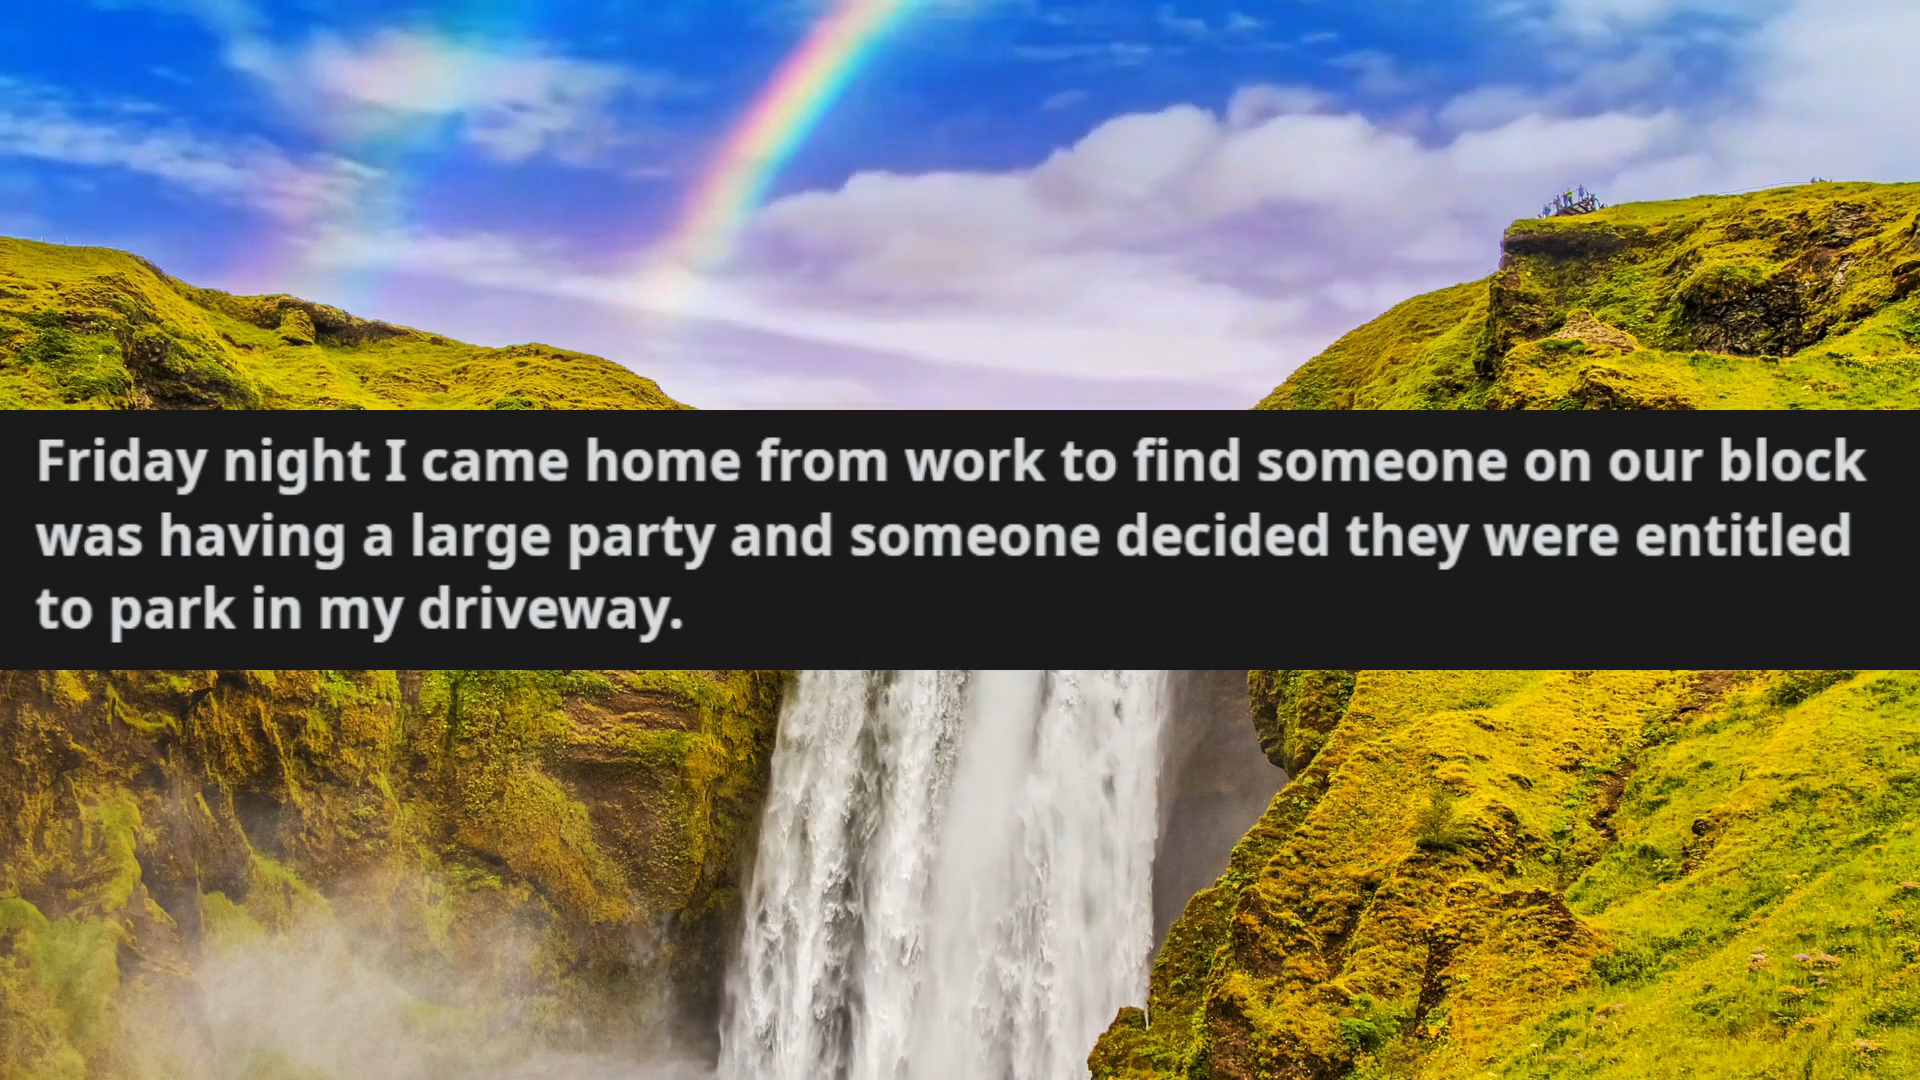 Friday night I came home from work to find someone on our block
was having a large party and someone decided they were entitled
to park in my driveway.